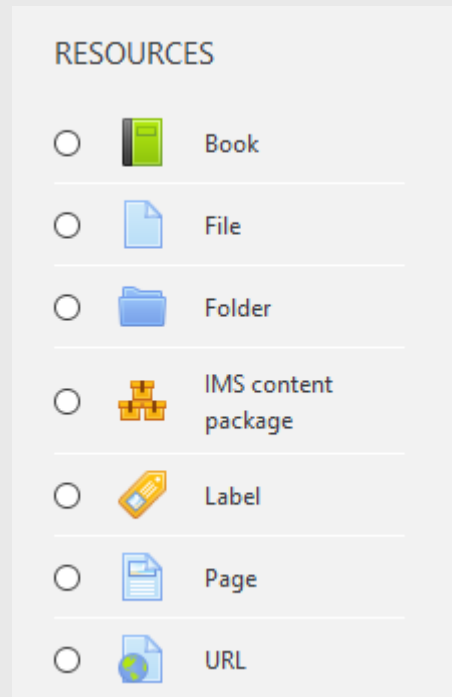 RESOURCES
Book
File
Folder
IMS content
package
Label
Page
URL